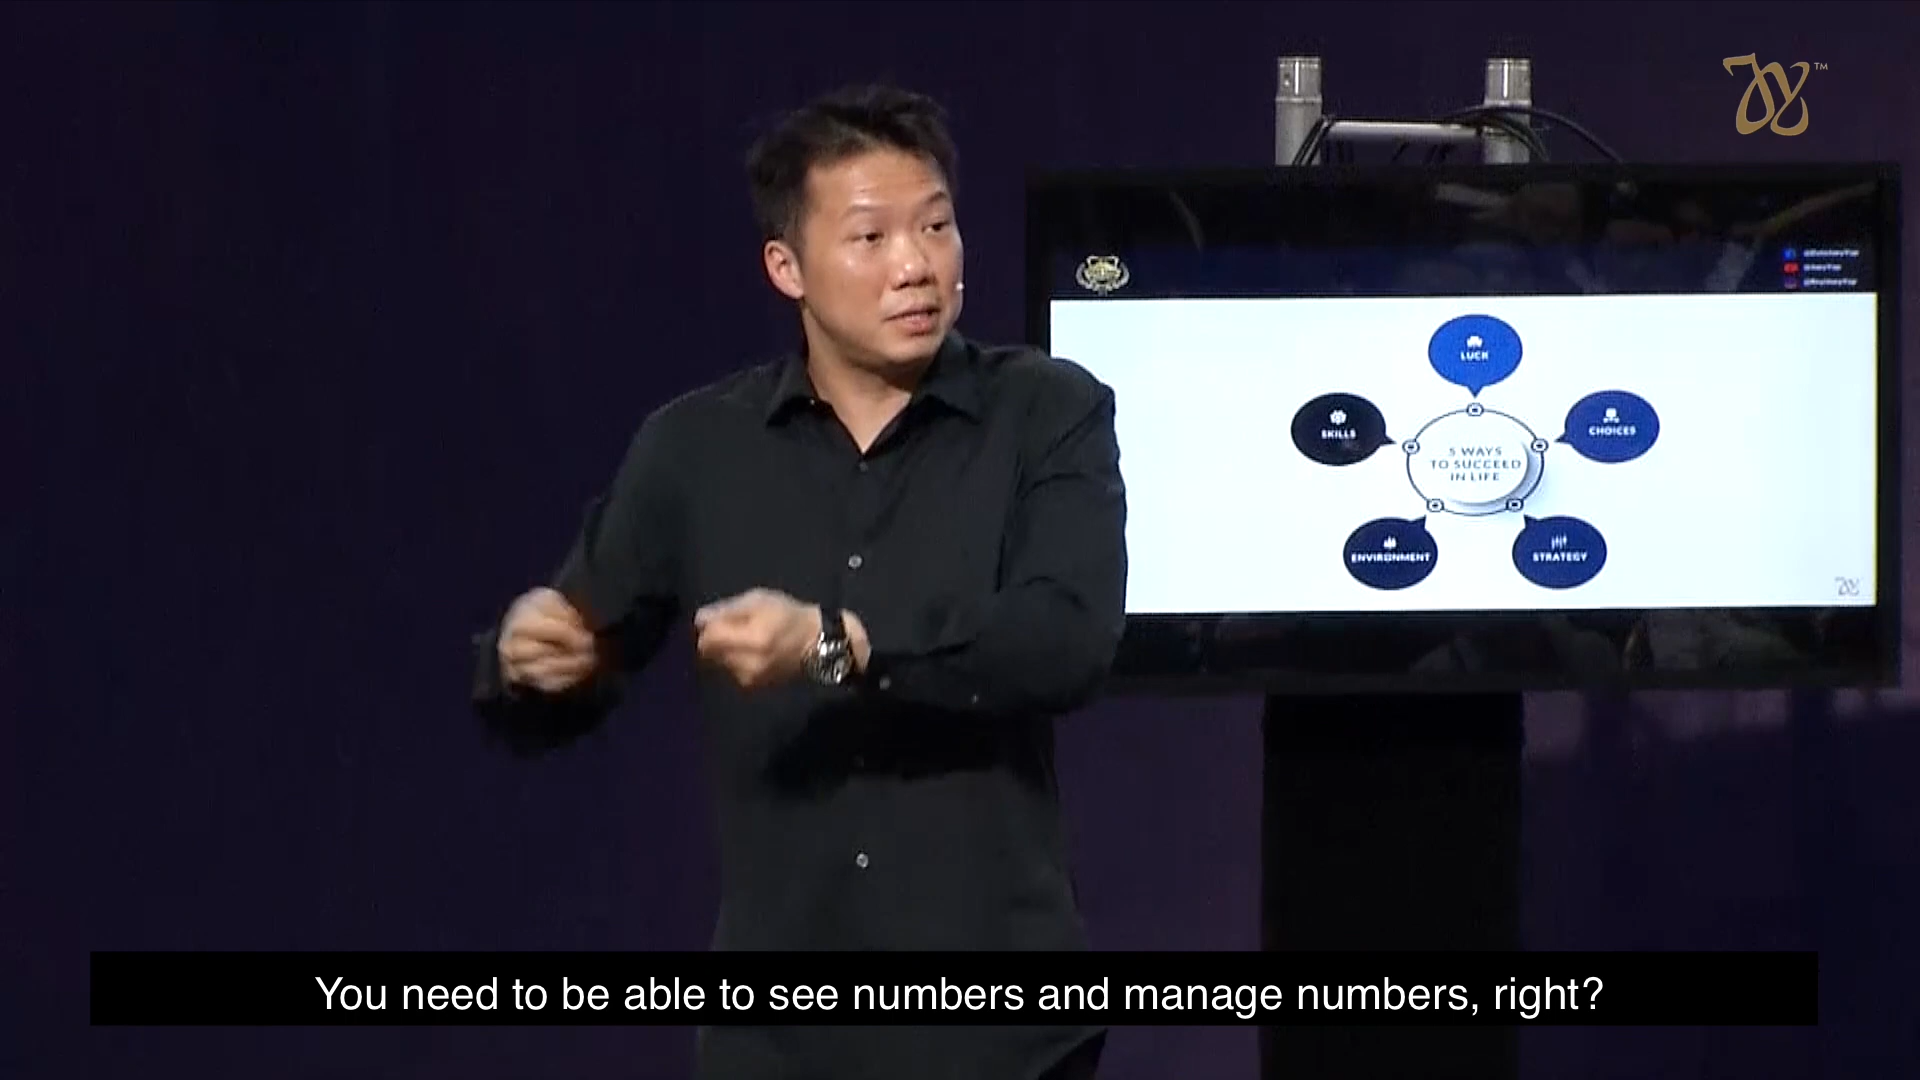 TM
LUCK
SKILLS
CHOICES
5 WAYS
TO SUCCEED
IN LIFE
ENVIRONMENT
STRATEGY
You need to be able to see numbers and manage numbers, right?